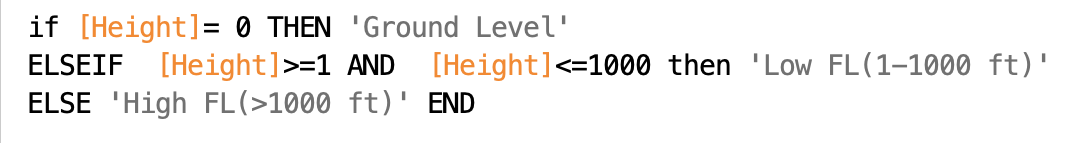 if [Height]= 0 THEN 'Ground Level'
ELSEIF  [Height]>=1 AND  [Height]<=1000 then 'Low FL(1-1000 ft)'
ELSE 'High FL(>1000 ft)' END